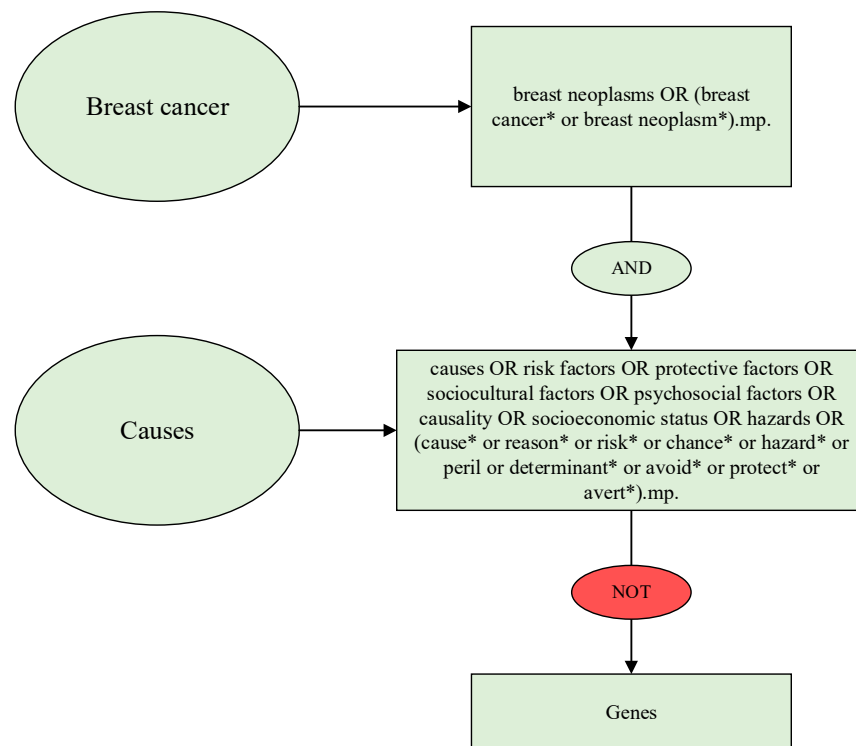 Breast cancer
breast neoplasms OR (breast
cancer* or breast neoplasm*).mp.
AND
Causes
causes OR risk factors OR protective factors OR
sociocultural factors OR psychosocial factors OR
causality OR socioeconomic status OR hazards OR
(cause* or reason* or risk* or chance* or hazard* or
peril or determinant* or avoid* or protect* or
avert*).mp.
NOT
Genes